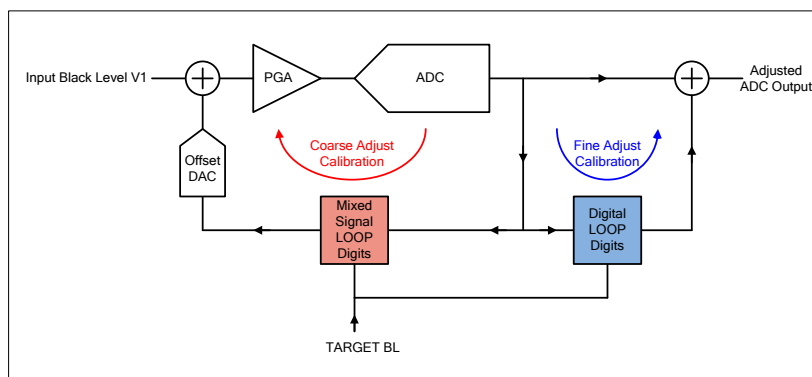 Input Black Level V1
PGA
ADC
Adjusted
ADC Output
Coarse Adjust
Calibration
Fine Adjust
Calibration
Offset
DAC
Mixed
Signal
LOOP
Digits
Digital
LOOP
Digits
TARGET BL